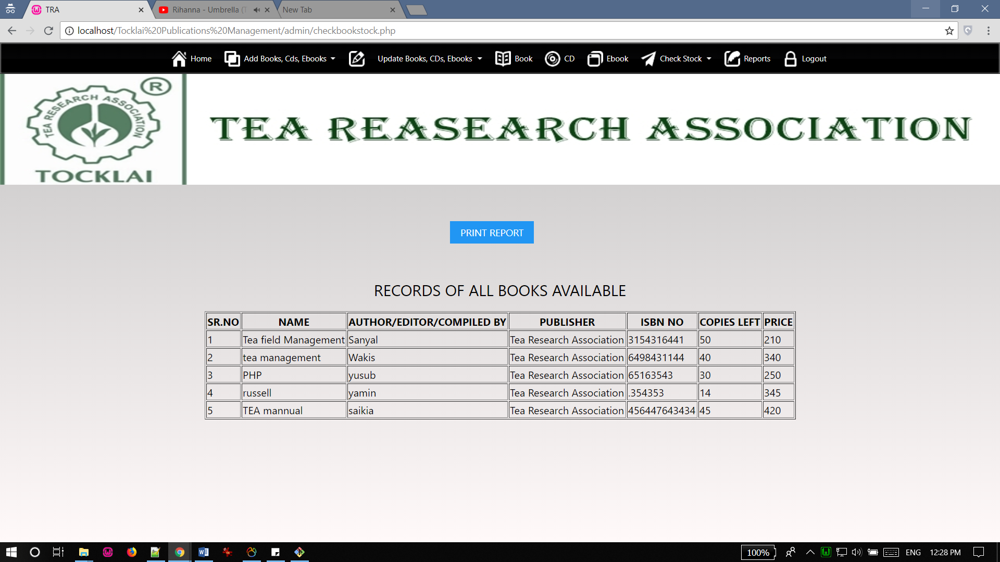 TRA
Rihanna - Umbrella (
New Tab
localhost/Tocklai%20Publications%20Management/admin/checkbookstock.php
Home Add Books, Cds, Ebooks Update Books, CDs, Ebooks Book CD Ebook Check Stock Reports Logout
®
TEA RESEARCH ASSOCIATION
TOCKLAI
TEA REASEARCH ASSOCIATION
PRINT REPORT
RECORDS OF ALL BOOKS AVAILABLE
SR.NO NAME AUTHOR/EDITOR/COMPILED BY PUBLISHER ISBN NO COPIES LEFT PRICE
1 Tea field Management Sanyal Tea Research Association 3154316441 50 210
2 tea management Wakis Tea Research Association 6498431144 40 340
3 PHP yusub Tea Research Association 65163543 30 250
4 russell yamin Tea Research Association .354353 14 345
5 TEA mannual saikia Tea Research Association 456447643434 45 420
100% ENG 12:28 PM